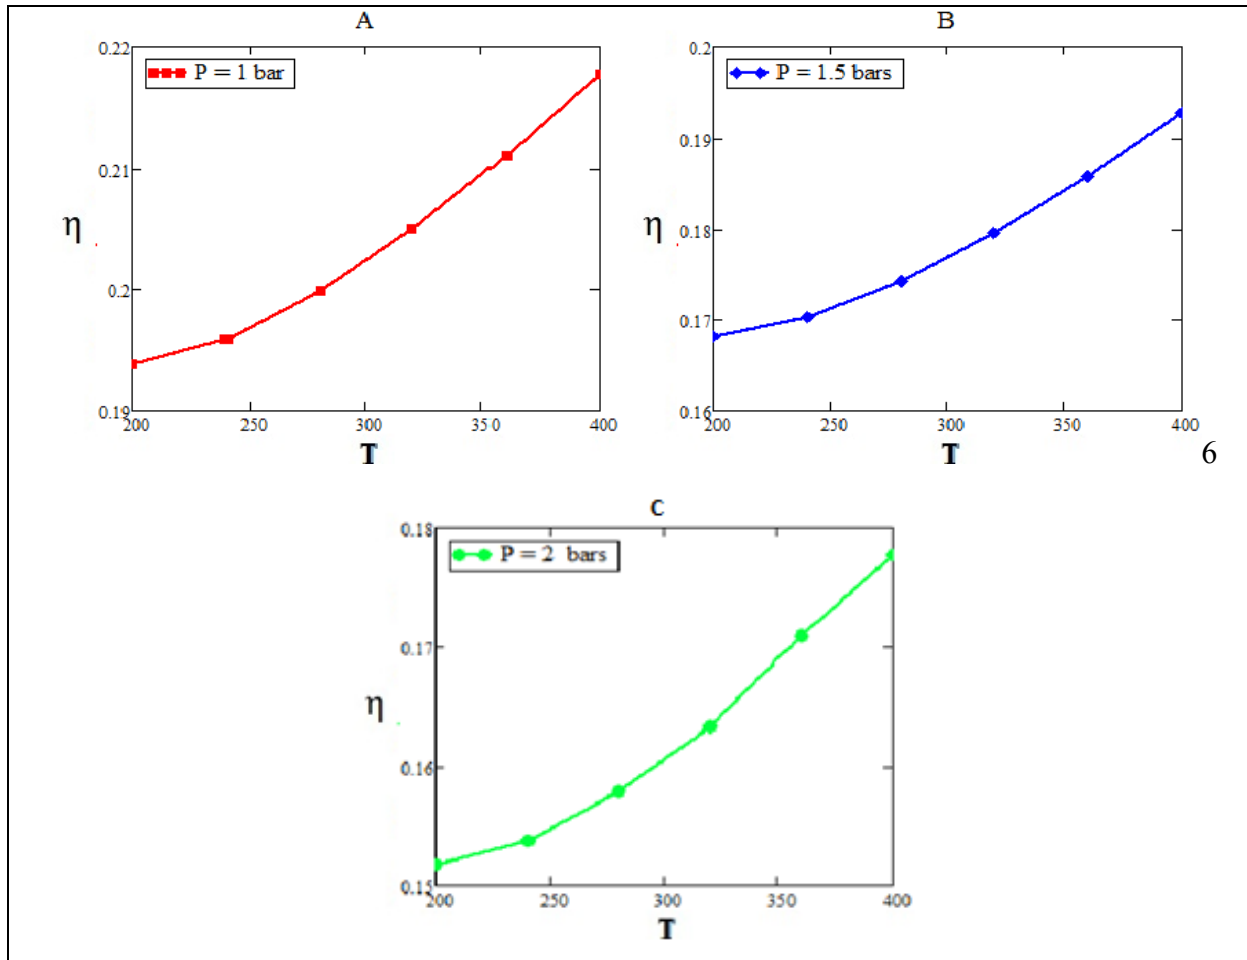 A
0.22
P = 1 bar
0.21
η
0.2
0.19
200 250 300 35 0 400
T
B
0.2
P = 1.5 bars
0.19
η
0.18
0.17
0.16
200 250 300 350 400
T
6
C
0.18
P = 2 bars
0.17
η
0.16
0.15
200 250 300 350 400
T